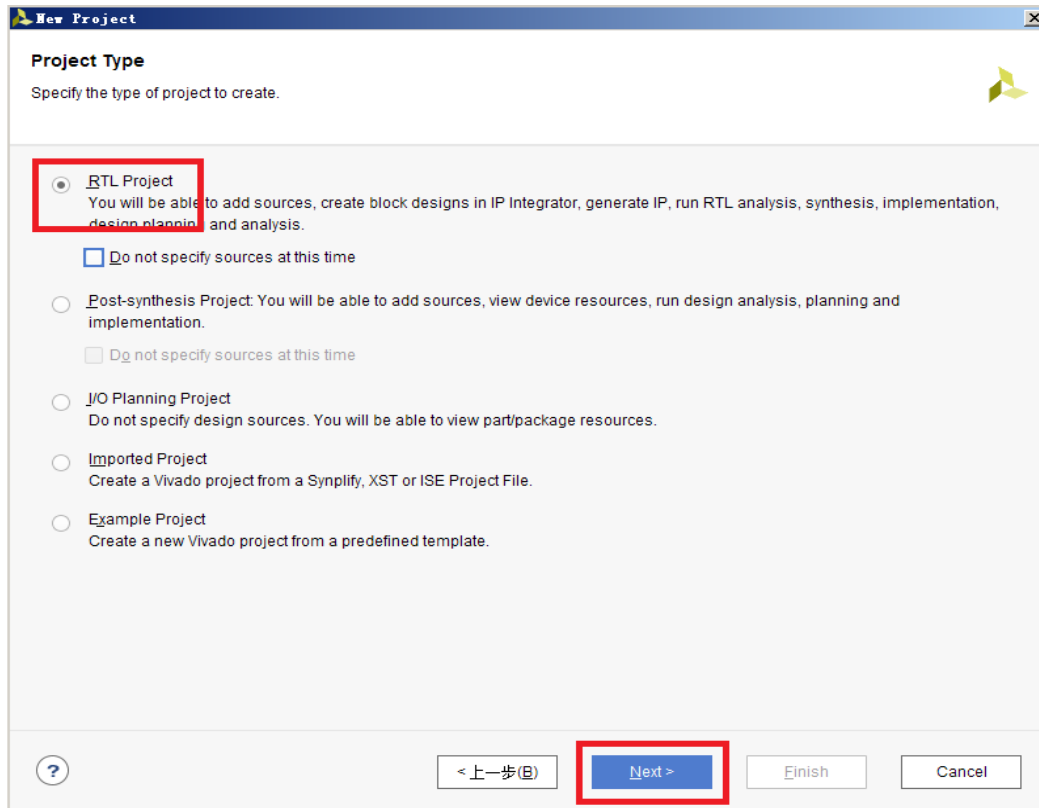 New Project
Project Type
Specify the type of project to create.
RTL Project
You will be able to add sources, create block designs in IP Integrator, generate IP, run RTL analysis, synthesis, implementation,
design planning and analysis.
Do not specify sources at this time
Post-synthesis Project: You will be able to add sources, view device resources, run design analysis, planning and
implementation.
Do not specify sources at this time
I/O Planning Project
Do not specify design sources. You will be able to view part/package resources.
Imported Project
Create a Vivado project from a Synplify, XST or ISE Project File.
Example Project
Create a new Vivado project from a predefined template.
?
< 上一步(B)
Next >
Finish
Cancel